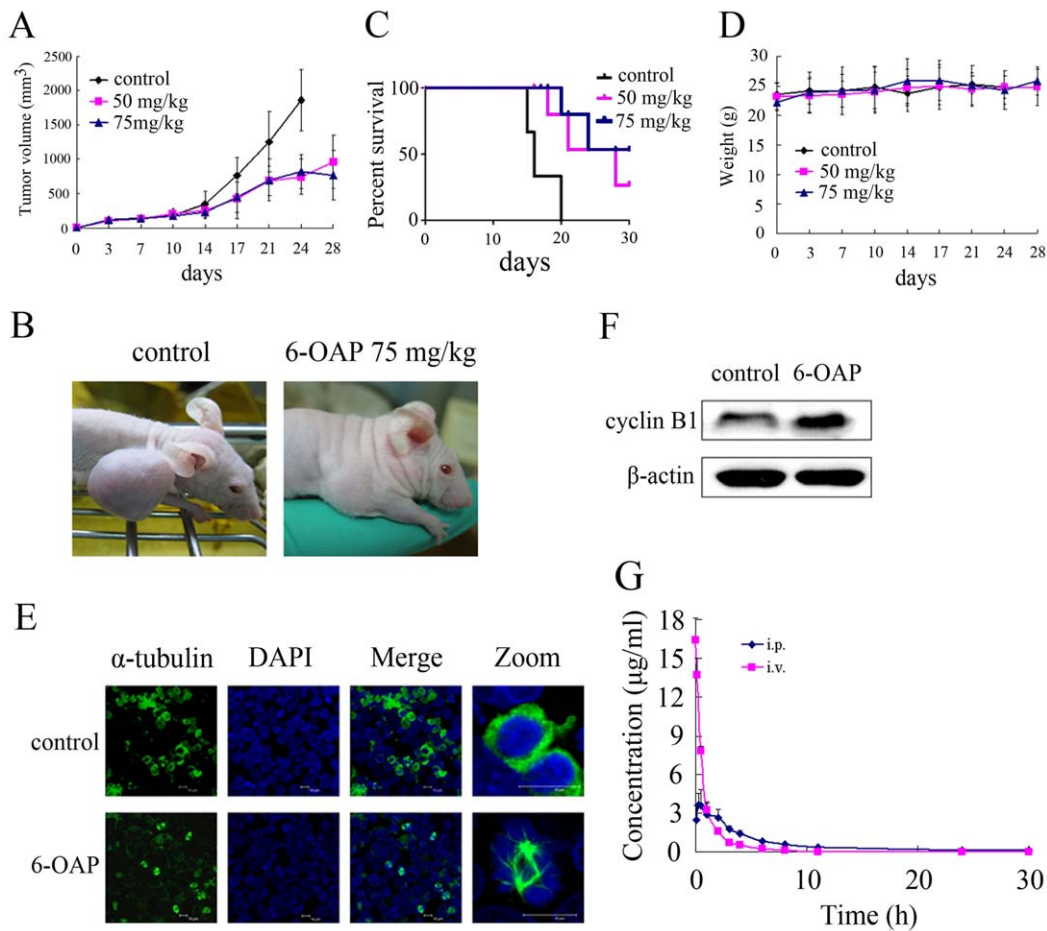 A
Tumor volume (mm3)
2500
2000
1500
1000
500
0
control
50 mg/kg
75mg/kg
0 3 7 10 14 17 21 24 28
days
C
Percent survival
100
50
0
control
50 mg/kg
75 mg/kg
0 10 20 30
days
D
Weight (g)
30
25
20
15
10
5
0
control
50 mg/kg
75 mg/kg
0 3 7 10 14 17 21 24 28
days
B
control 6-OAP 75 mg/kg
F
control 6-OAP
cyclin B1
β-actin
E
α-tubulin DAPI Merge Zoom
control
6-OAP
G
Concentration (μg/ml)
18
15
12
9
6
3
0
i.p.
i.v.
0 10 20 30
Time (h)